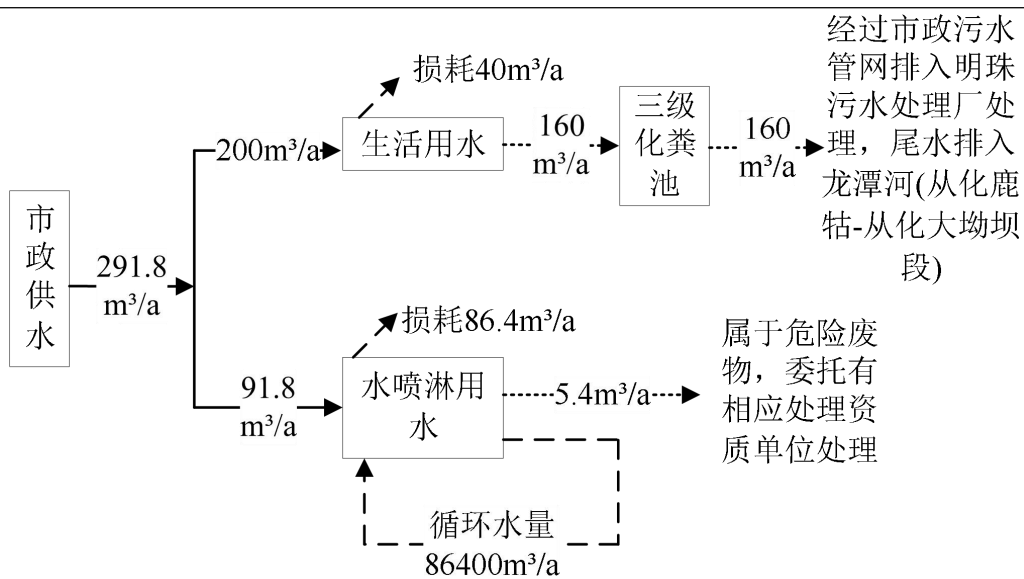 市
政
供
水
291.8
m³/a
200m³/a
损耗40m³/a
生活用水
160
m³/a
三级
化粪
池
160
m³/a
经过市政污水
管网排入明珠
污水处理厂处
理，尾水排入
龙潭河(从化鹿
牯-从化大坳坝
段)
91.8
m³/a
损耗86.4m³/a
水喷淋用
水
5.4m³/a
属于危险废
物，委托有
相应处理资
质单位处理
循环水量
86400m³/a